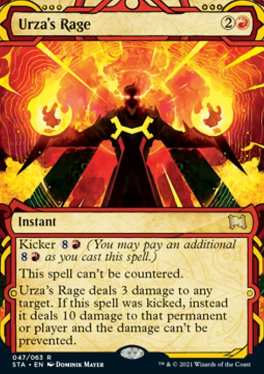 Urza's Rage 2
Instant
Kicker 8 (You may pay an additional
8 as you cast this spell.)
This spell can't be countered.
Urza's Rage deals 3 damage to any
target. If this spell was kicked, instead
it deals 10 damage to that permanent
or player and the damage can't be
prevented.
047/063 R
STA • EN DOMINIK MAYER ™ & © 2021 Wizards of the Coast